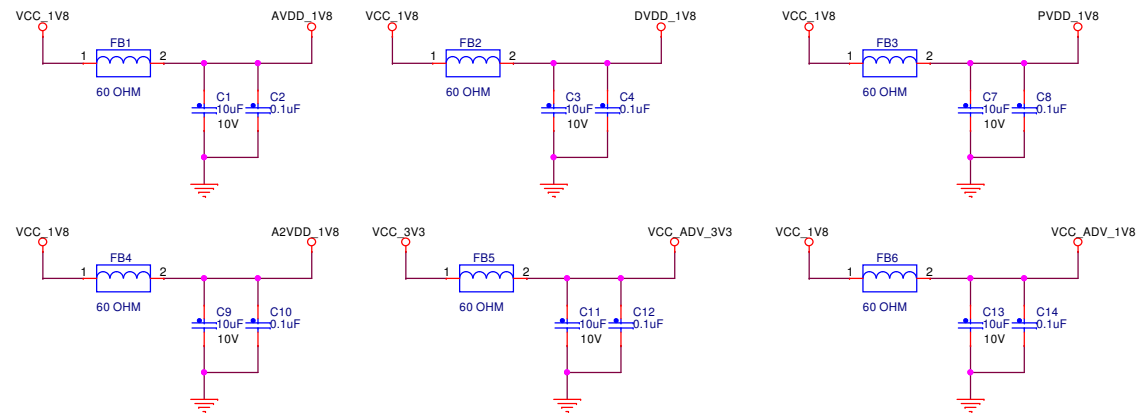 VCC_1V8
AVDD_1V8
FB1
1
2
60 OHM
C1
10uF
10V
C2
0.1uF
VCC_1V8
DVDD_1V8
FB2
1
2
60 OHM
C3
10uF
10V
C4
0.1uF
VCC_1V8
PVDD_1V8
FB3
1
2
60 OHM
C7
10uF
10V
C8
0.1uF
VCC_1V8
A2VDD_1V8
FB4
1
2
60 OHM
C9
10uF
10V
C10
0.1uF
VCC_3V3
VCC_ADV_3V3
FB5
1
2
60 OHM
C11
10uF
10V
C12
0.1uF
VCC_1V8
VCC_ADV_1V8
FB6
1
2
60 OHM
C13
10uF
10V
C14
0.1uF